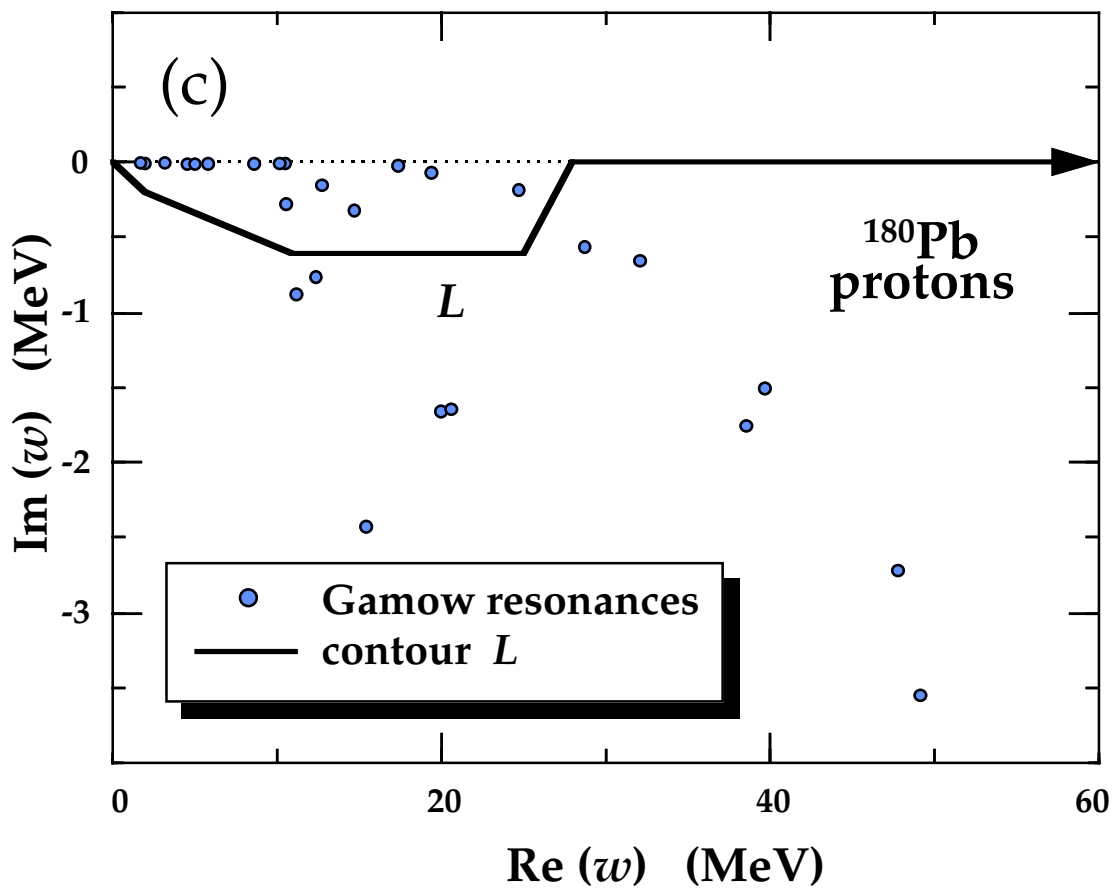 (c)
0
-1
-2
-3
Im (w) (MeV)
¹⁸⁰Pb
protons
L
Gamow resonances
contour L
0
20
40
60
Re (w) (MeV)